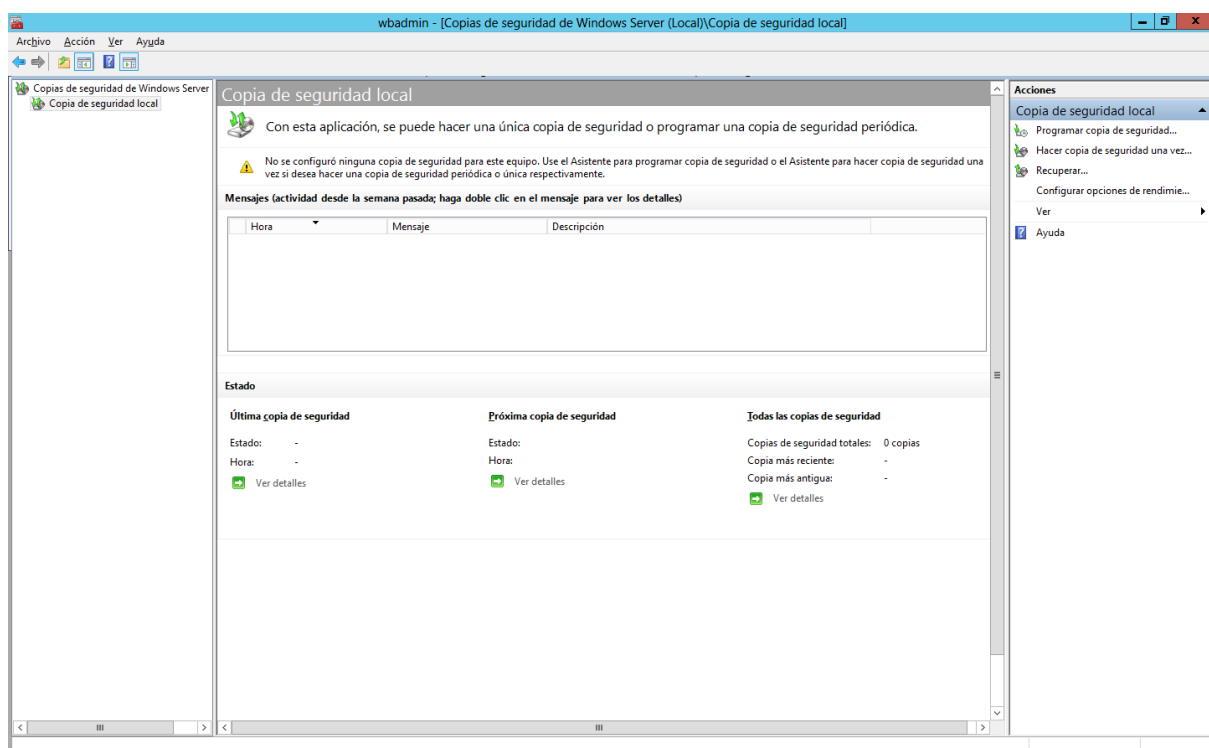 wbadmin - [Copias de seguridad de Windows Server (Local)\Copia de seguridad local]
Archivo Acción Ver Ayuda
Copias de seguridad de Windows Server
Copia de seguridad local
Copia de seguridad local
Con esta aplicación, se puede hacer una única copia de seguridad o programar una copia de seguridad periódica.
No se configuró ninguna copia de seguridad para este equipo. Use el Asistente para programar copia de seguridad o el Asistente para hacer copia de seguridad una
vez si desea hacer una copia de seguridad periódica o única respectivamente.
Mensajes (actividad desde la semana pasada; haga doble clic en el mensaje para ver los detalles)
Hora Mensaje Descripción
Estado
Última copia de seguridad
Estado: -
Hora: -
Ver detalles
Próxima copia de seguridad
Estado:
Hora:
Ver detalles
Todas las copias de seguridad
Copias de seguridad totales: 0 copias
Copia más reciente: -
Copia más antigua: -
Ver detalles
Acciones
Copia de seguridad local
Programar copia de seguridad...
Hacer copia de seguridad una vez...
Recuperar...
Configurar opciones de rendimie...
Ver
Ayuda